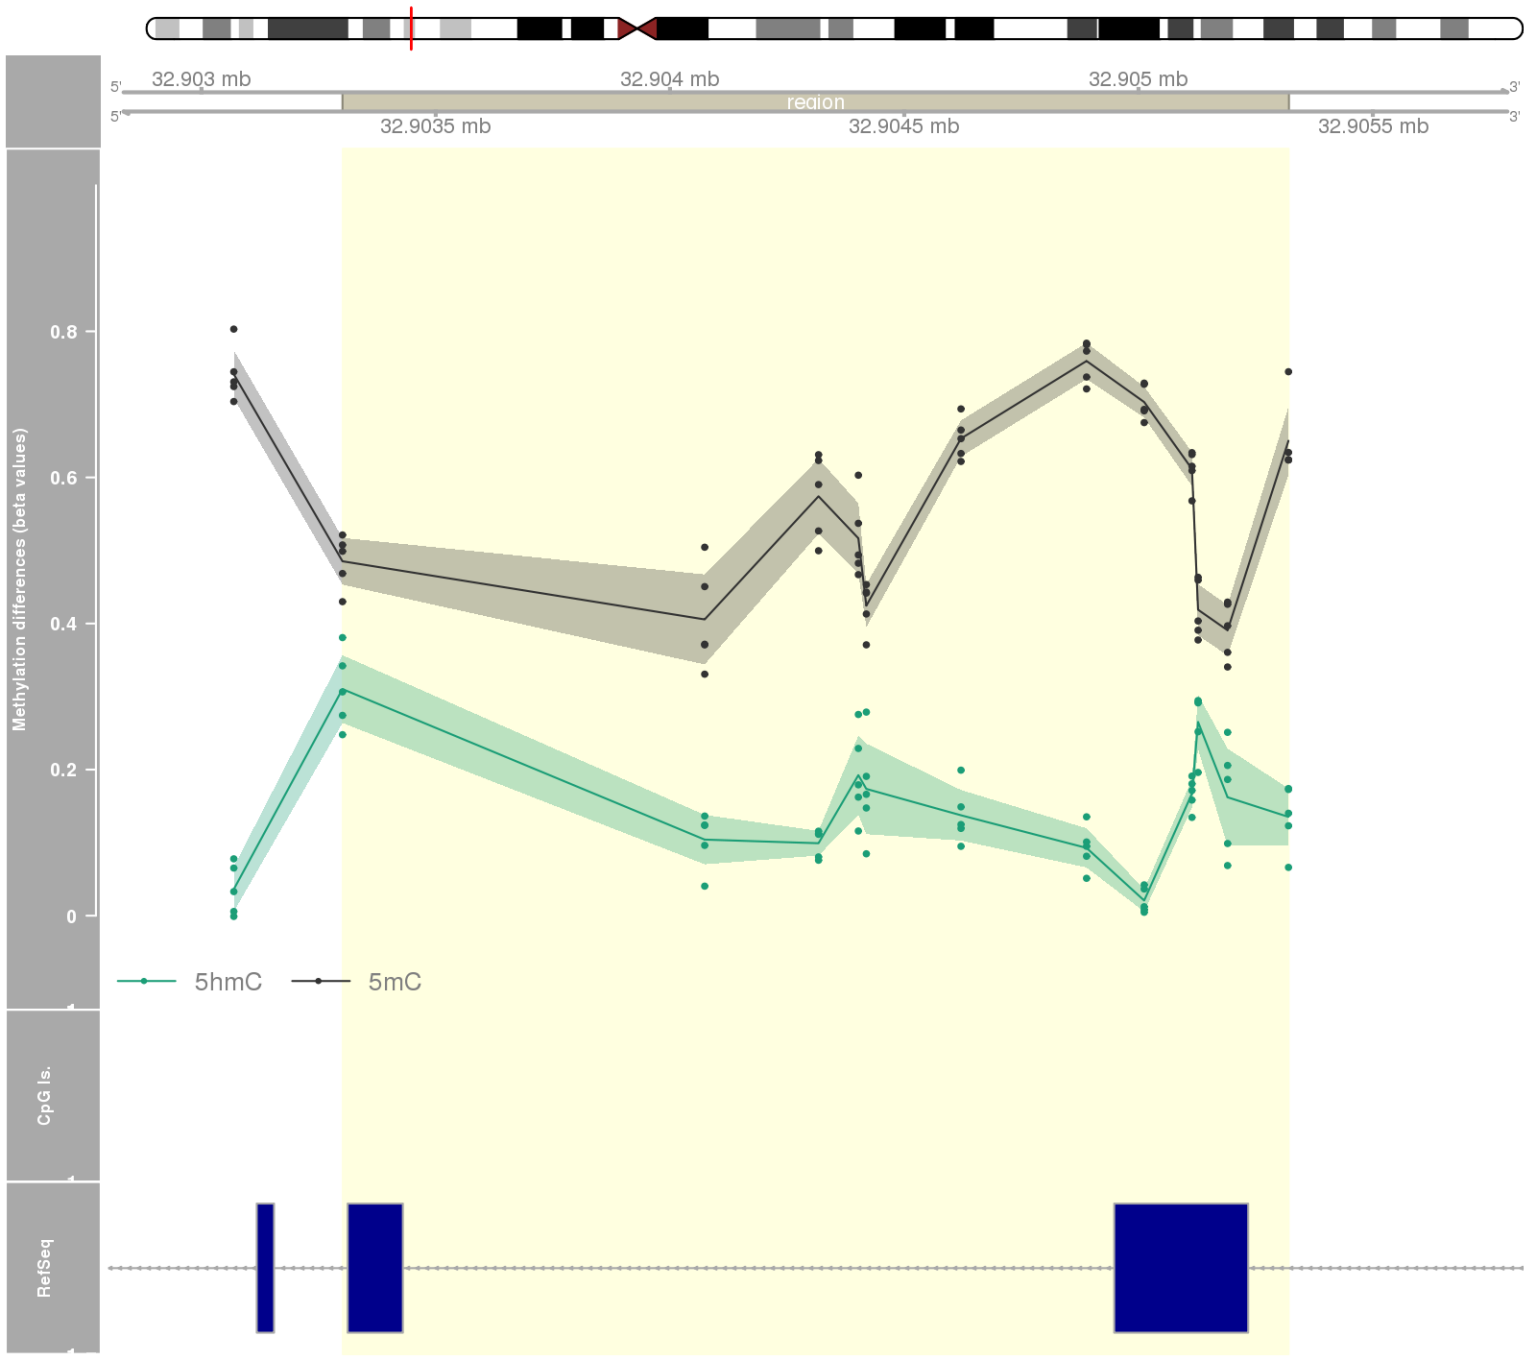 32.903 mb 32.904 mb 32.905 mb
5' 3'
region
5' 3'
32.9035 mb 32.9045 mb 32.9055 mb
Methylation differences (beta values)
0.8
0.6
0.4
0.2
0
5hmC 5mC
CpG Is.
RefSeq